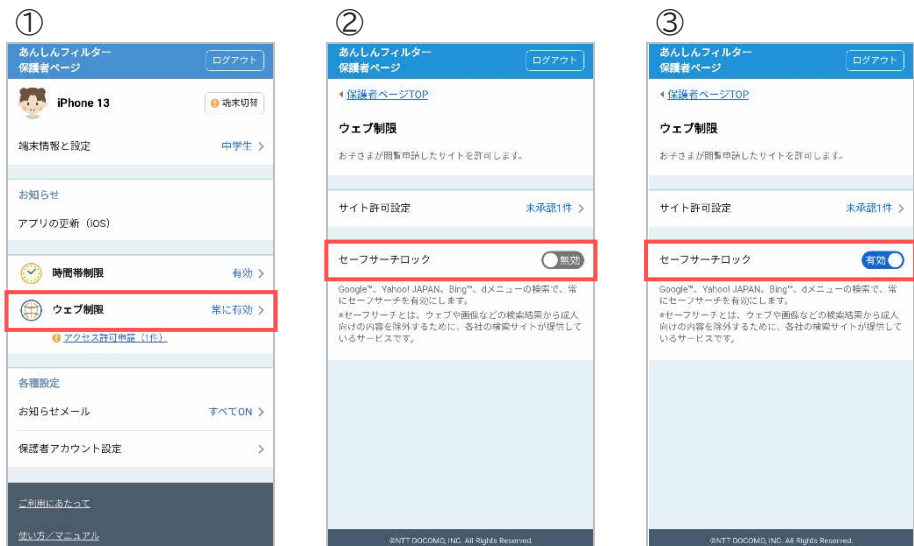 ①
あんしんフィルター
保護者ページ
ログアウト
iPhone 13
端末切替
端末情報と設定
中学生
お知らせ
アプリの更新（iOS）
時間帯制限
有効
ウェブ制限
常に有効
アクセス許可申請（1件）
各種設定
お知らせメール
すべてON
保護者アカウント設定
ご利用にあたって
使い方／マニュアル
②
あんしんフィルター
保護者ページ
ログアウト
保護者ページTOP
ウェブ制限
お子さまが閲覧申請したサイトを許可します。
サイト許可設定
未承認1件
セーフサーチロック
無効
Google™、Yahoo! JAPAN、Bing™、dメニューの検索で、常
にセーフサーチを有効にします。
*セーフサーチとは、ウェブや画像などの検索結果から成人
向けの内容を除外するために、各社の検索サイトが提供して
いるサービスです。
©NTT DOCOMO, INC. All Rights Reserved.
③
あんしんフィルター
保護者ページ
ログアウト
保護者ページTOP
ウェブ制限
お子さまが閲覧申請したサイトを許可します。
サイト許可設定
未承認1件
セーフサーチロック
有効
Google™、Yahoo! JAPAN、Bing™、dメニューの検索で、常
にセーフサーチを有効にします。
*セーフサーチとは、ウェブや画像などの検索結果から成人
向けの内容を除外するために、各社の検索サイトが提供して
いるサービスです。
©NTT DOCOMO, INC. All Rights Reserved.